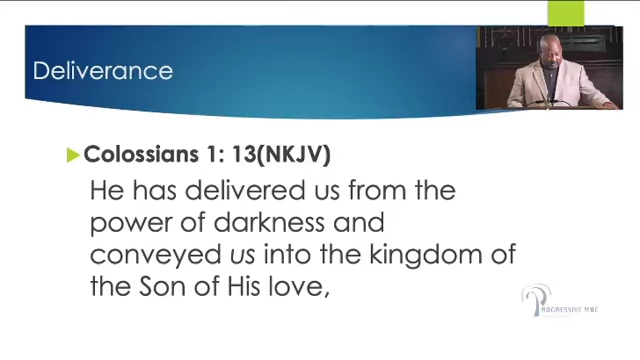 Deliverance
Colossians 1: 13(NKJV)
He has delivered us from the
power of darkness and
conveyed us into the kingdom of
the Son of His love,
PROGRESSIVE MBC